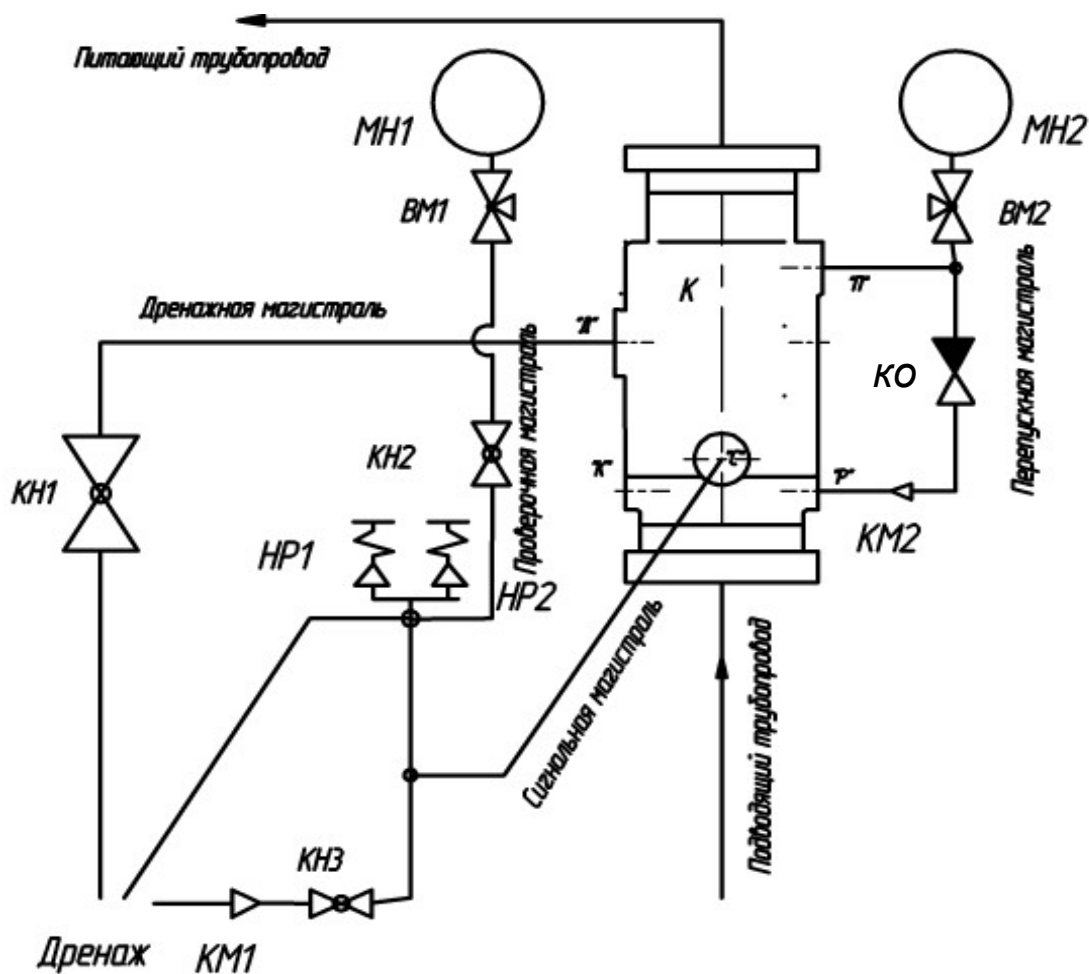 Питающий трубопровод
МН1
МН2
ВМ1
ВМ2
К
"П"
Дренажная магистраль
"Д"
Проверочная магистраль
Перепускная магистраль
КО
КН1
КН2
"К"
"С"
"Р"
КМ2
НР1
НР2
Сигнальная магистраль
Подводящий трубопровод
КН3
Дренаж
КМ1